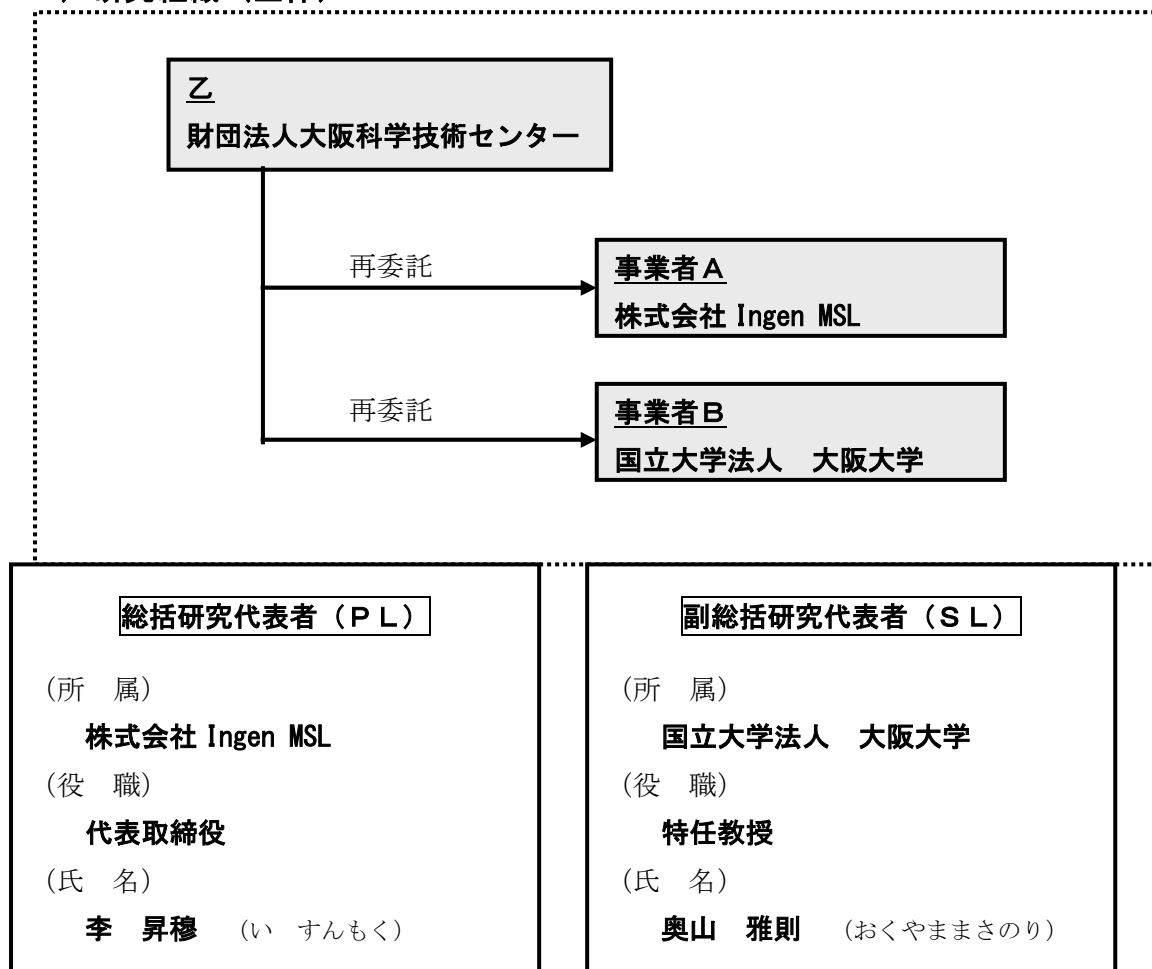 乙
財団法人大阪科学技術センター
再委託
事業者Ａ
株式会社 Ingen MSL
再委託
事業者Ｂ
国立大学法人　大阪大学
総括研究代表者（ＰＬ）
（所　属）
株式会社 Ingen MSL
（役　職）
代表取締役
（氏　名）
李　昇穆　（い　すんもく）
副総括研究代表者（ＳＬ）
（所　属）
国立大学法人　大阪大学
（役　職）
特任教授
（氏　名）
奥山　雅則　（おくやままさのり）